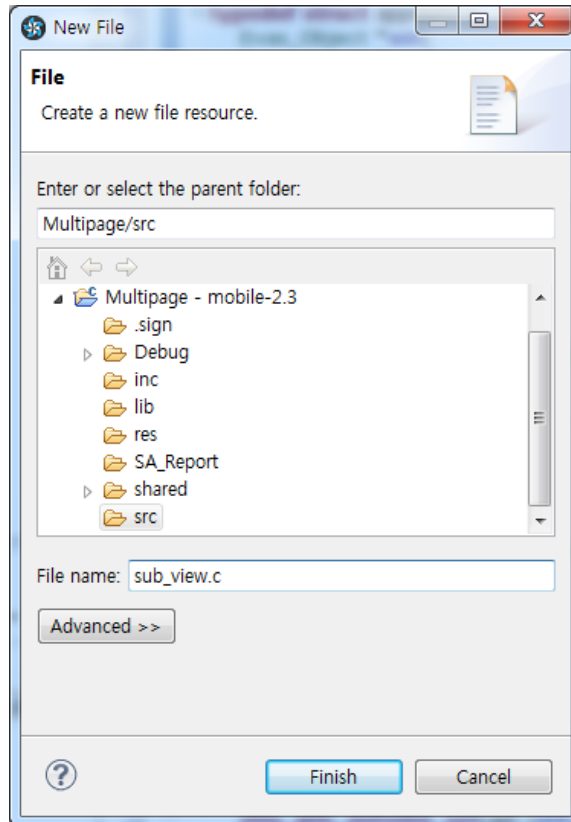 New File
File
Create a new file resource.
Enter or select the parent folder:
Multipage/src
Multipage - mobile-2.3
.sign
Debug
inc
lib
res
SA_Report
shared
src
File name: sub_view.c
Advanced >>
Finish
Cancel